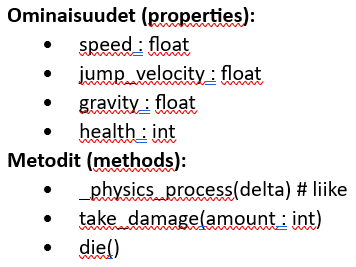 Ominaisuudet (properties):
• speed : float
• jump_velocity : float
• gravity : float
• health : int
Metodit (methods):
• _physics_process(delta) # liike
• take_damage(amount : int)
• die()